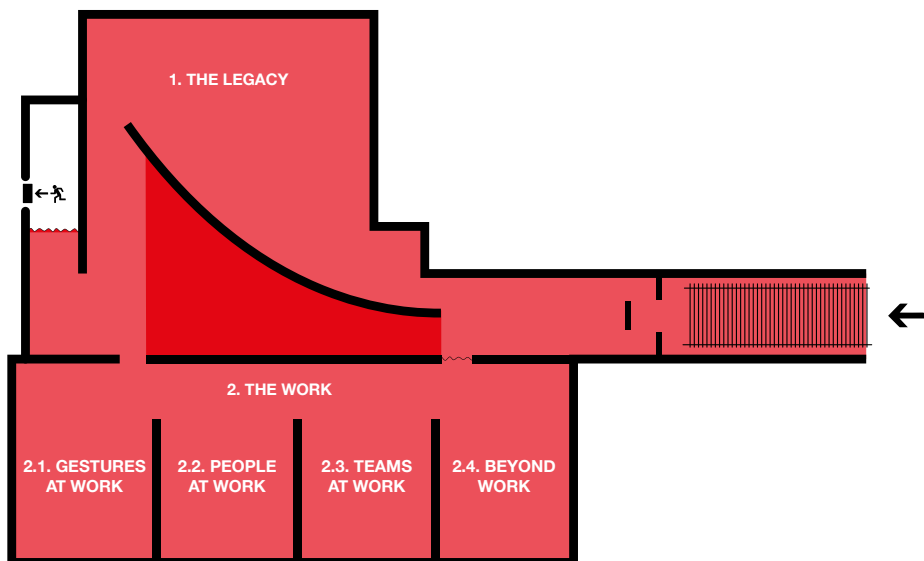 1. THE LEGACY
2. THE WORK
2.1. GESTURES
AT WORK
2.2. PEOPLE
AT WORK
2.3. TEAMS
AT WORK
2.4. BEYOND
WORK